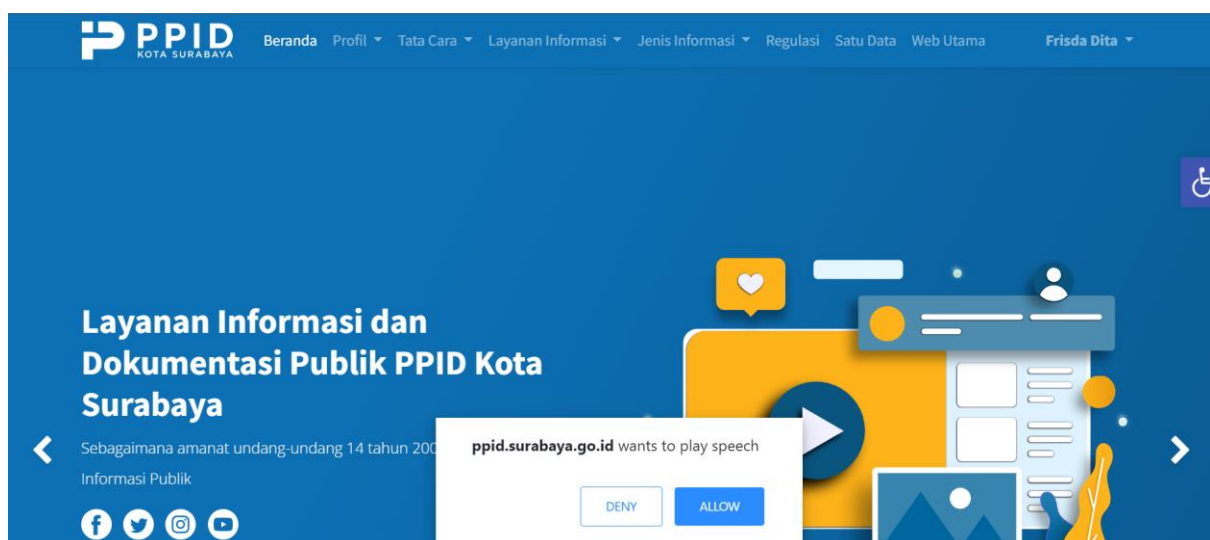 PPID
KOTA SURABAYA
Beranda Profil Tata Cara Layanan Informasi Jenis Informasi Regulasi Satu Data Web Utama Frisda Dita
Layanan Informasi dan
Dokumentasi Publik PPID Kota
Surabaya
Sebagaimana amanat undang-undang 14 tahun 200
Informasi Publik
ppid.surabaya.go.id wants to play speech
DENY ALLOW